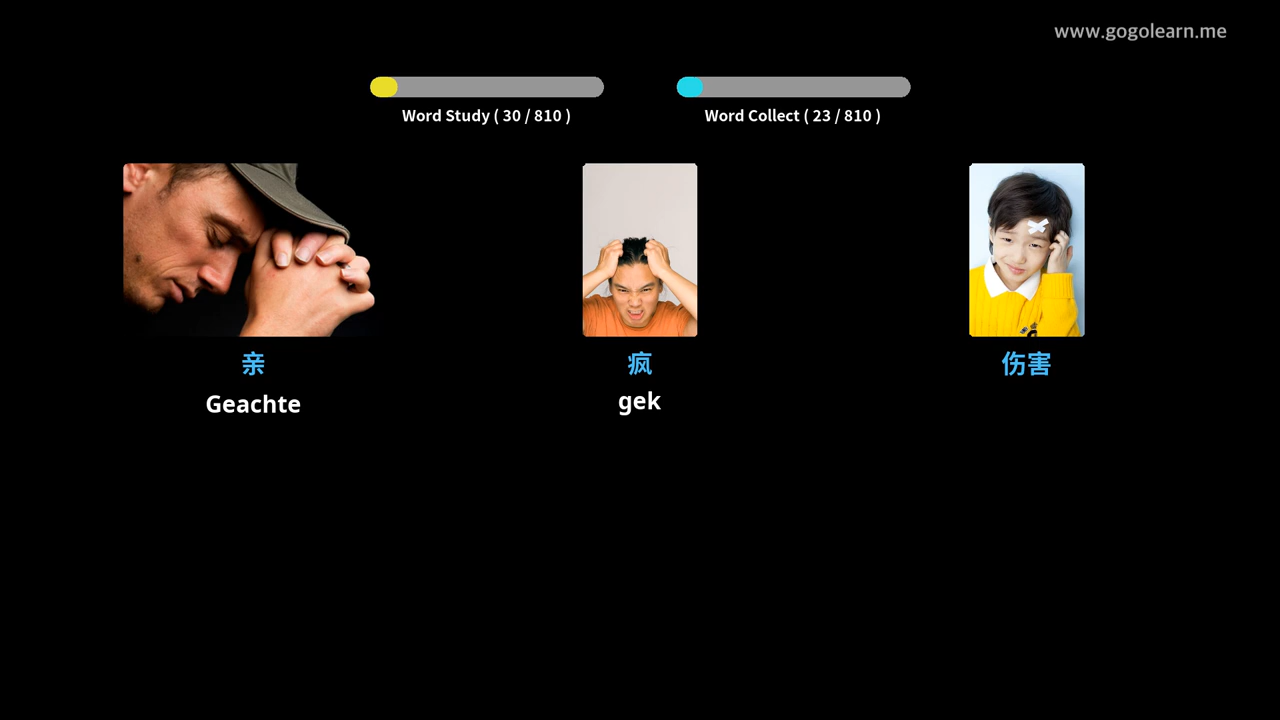 www.gogolearn.me
Word Study ( 30 / 810 )
Word Collect ( 23 / 810 )
亲
疯
伤害
Geachte
gek